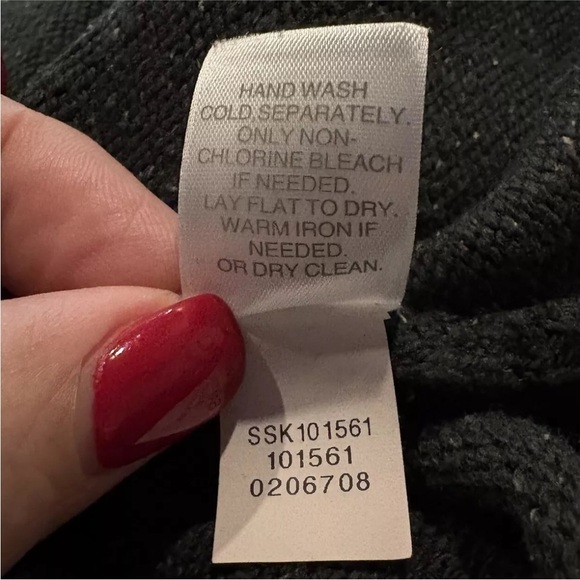 HAND WASH
COLD SEPARATELY.
ONLY NON-
CHLORINE BLEACH
IF NEEDED.
LAY FLAT TO DRY.
WARM IRON IF
NEEDED.
OR DRY CLEAN.
SSK101561
101561
0206708